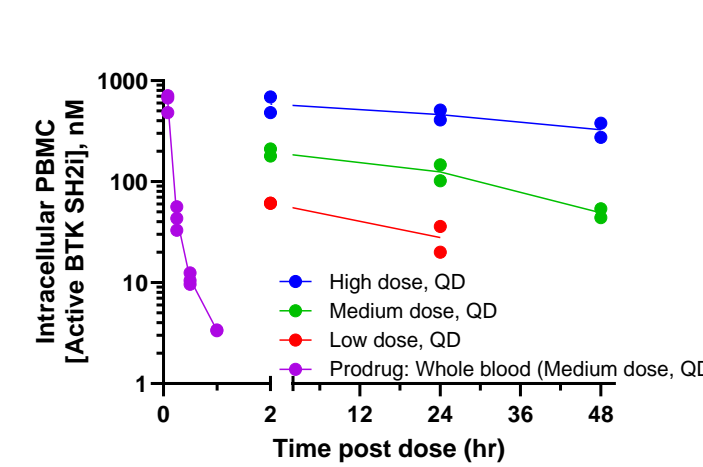 Intracellular PBMC
[Active BTK SH2i], nM
1000
100
10
1
High dose, QD
Medium dose, QD
Low dose, QD
Prodrug: Whole blood (Medium dose, QD
0 2 12 24 36 48
Time post dose (hr)